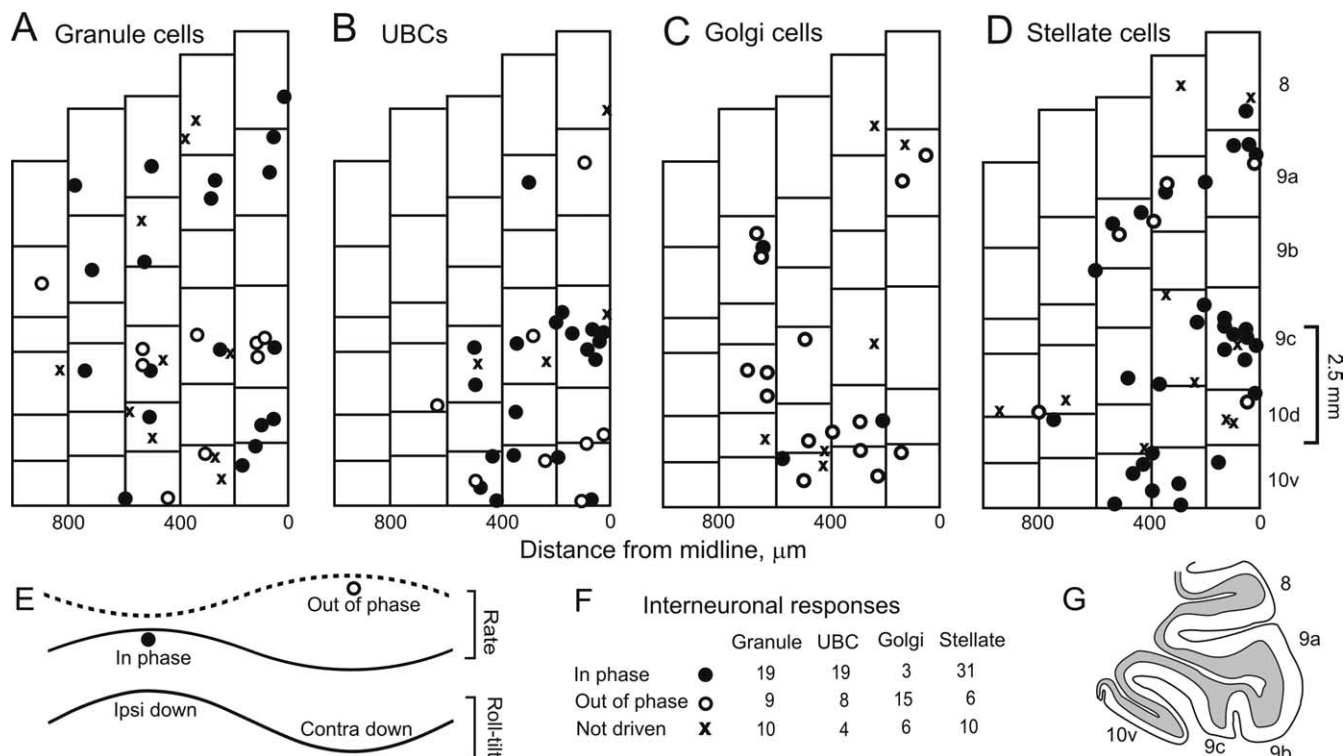 A Granule cells
B UBCs
C Golgi cells
D Stellate cells
8
9a
9b
9c
10d
10v
2.5 mm
800 400 0
800 400 0
800 400 0
800 400 0
Distance from midline, μm
E
Out of phase
In phase
Rate
Ipsi down
Contra down
Roll-tilt
F Interneuronal responses
Granule UBC Golgi Stellate
In phase ● 19 19 3 31
Out of phase o 9 8 15 6
Not driven x 10 4 6 10
G
8
9a
10v
9c
9b